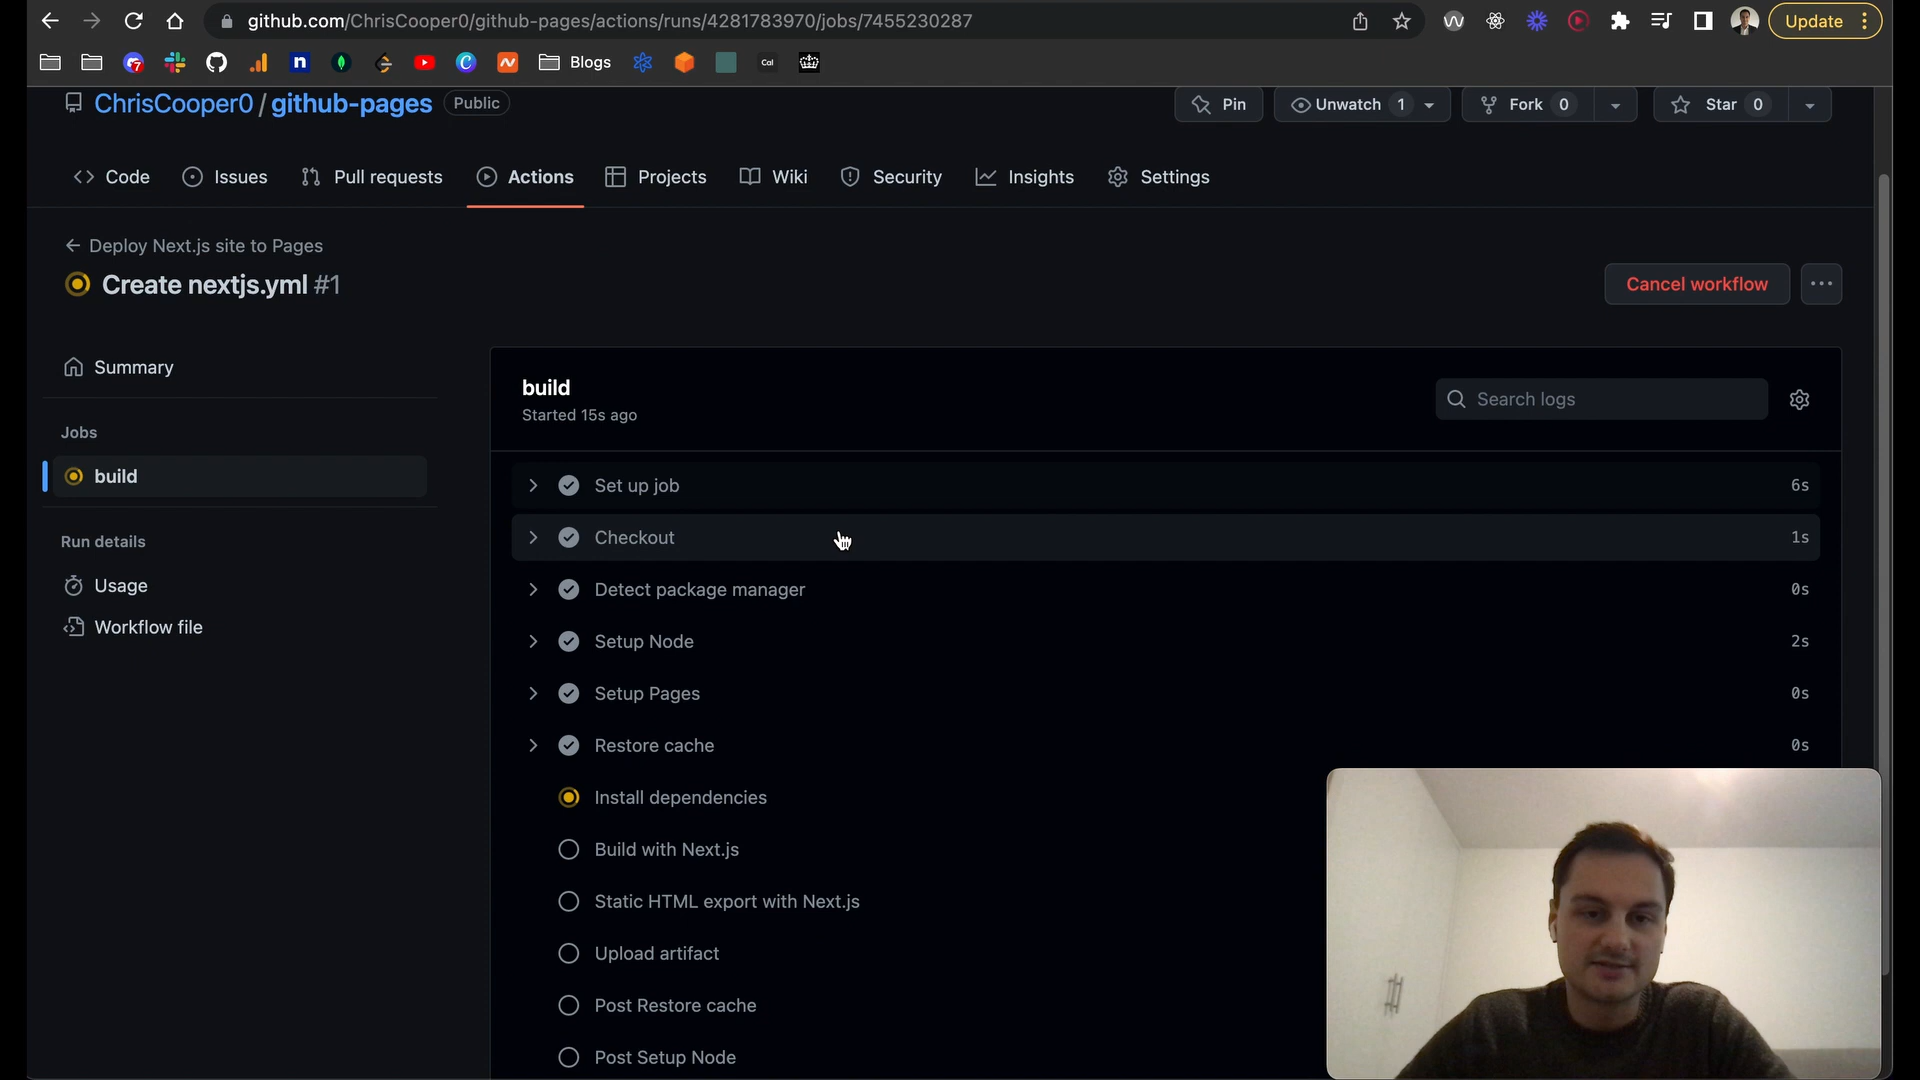 github.com/ChrisCooper0/github-pages/actions/runs/4281783970/jobs/7455230287
Update
7
n
Blogs
Cal
ChrisCooper0 / github-pages Public
Pin
Unwatch 1
Fork 0
Star 0
Code
Issues
Pull requests
Actions
Projects
Wiki
Security
Insights
Settings
Deploy Next.js site to Pages
Create nextjs.yml #1
Cancel workflow
Summary
Jobs
build
Run details
Usage
Workflow file
build
Started 15s ago
Search logs
Set up job 6s
Checkout 1s
Detect package manager 0s
Setup Node 2s
Setup Pages 0s
Restore cache 0s
Install dependencies
Build with Next.js
Static HTML export with Next.js
Upload artifact
Post Restore cache
Post Setup Node